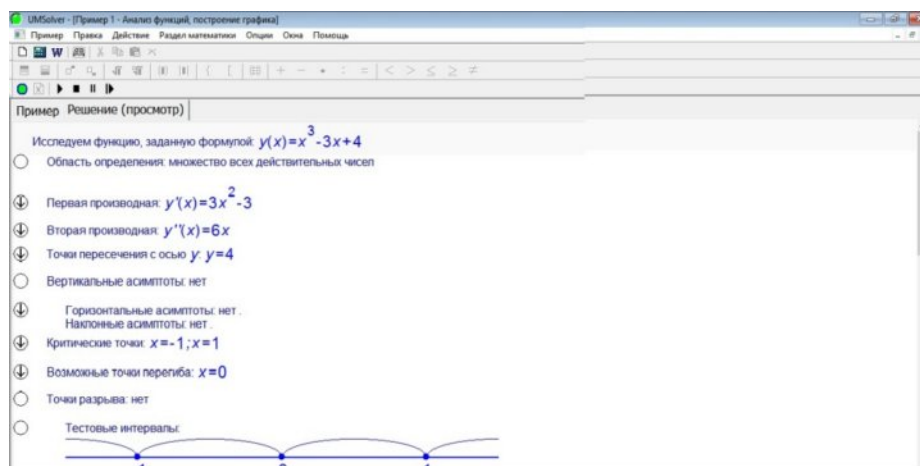 UMSolver - [Пример 1 - Анализ функций, построение графика]
Пример Правка Действие Раздел математики Опции Окна Помощь
Пример Решение (просмотр)
Исследуем функцию, заданную формулой: y(x)=x³-3x+4
Область определения: множество всех действительных чисел
Первая производная: y'(x)=3x²-3
Вторая производная: y''(x)=6x
Точки пересечения с осью y: y=4
Вертикальные асимптоты: нет
Горизонтальные асимптоты: нет .
Наклонные асимптоты: нет .
Критические точки: x=-1;x=1
Возможные точки перегиба: x=0
Точки разрыва: нет
Тестовые интервалы: